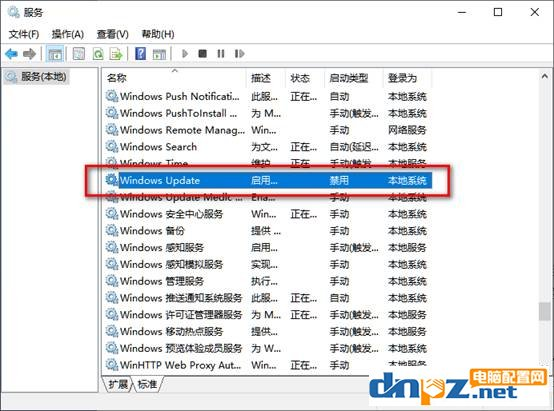 服务
文件(F) 操作(A) 查看(V) 帮助(H)
服务(本地)
名称 描述 状态 启动类型 登录为
Windows Push Notificati... 此服... 正在... 自动 本地系统
Windows PushToInstall ... 为 M... 手动(触发... 本地系统
Windows Remote Manag... Win... 手动 网络服务
Windows Search 为文... 正在... 自动(延迟... 本地系统
Windows Time 维护... 正在... 手动(触发... 本地服务
Windows Update 启用... 禁用 本地系统
Windows Update Medic ... Ena... 手动 本地系统
Windows 安全中心服务 Win... 正在... 手动 本地系统
Windows 备份 提供 ... 手动 本地系统
Windows 感知服务 启用... 手动(触发... 本地服务
Windows 感知模拟服务 实现... 手动 本地系统
Windows 管理服务 执行... 手动 本地系统
Windows 推送通知系统服务 此服... 正在... 自动 本地系统
Windows 许可证管理器服务 为 M... 正在... 手动(触发... 本地服务
Windows 移动热点服务 提供 ... 手动(触发... 本地系统
Windows 预览体验成员服务 为 W... 手动(触发... 本地系统
WinHTTP Web Proxy Aut... Win... 正在... 手动
扩展 标准
电脑配置网
dnpz.net